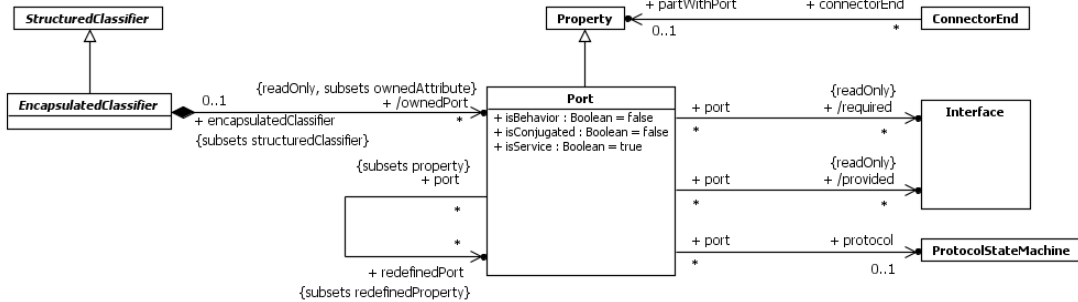 + partWithPort + connectorEnd
StructuredClassifier Property ConnectorEnd
0..1 *
{readOnly, subsets ownedAttribute} {readOnly}
EncapsulatedClassifier 0..1 + /ownedPort Port + port + /required Interface
+ encapsulatedClassifier * + isBehavior : Boolean = false * *
{subsets structuredClassifier} + isConjugated : Boolean = false
+ isService : Boolean = true
{subsets property} {readOnly}
+ port + port + /provided
* * *
* + port + protocol ProtocolStateMachine
+ redefinedPort * 0..1
{subsets redefinedProperty}